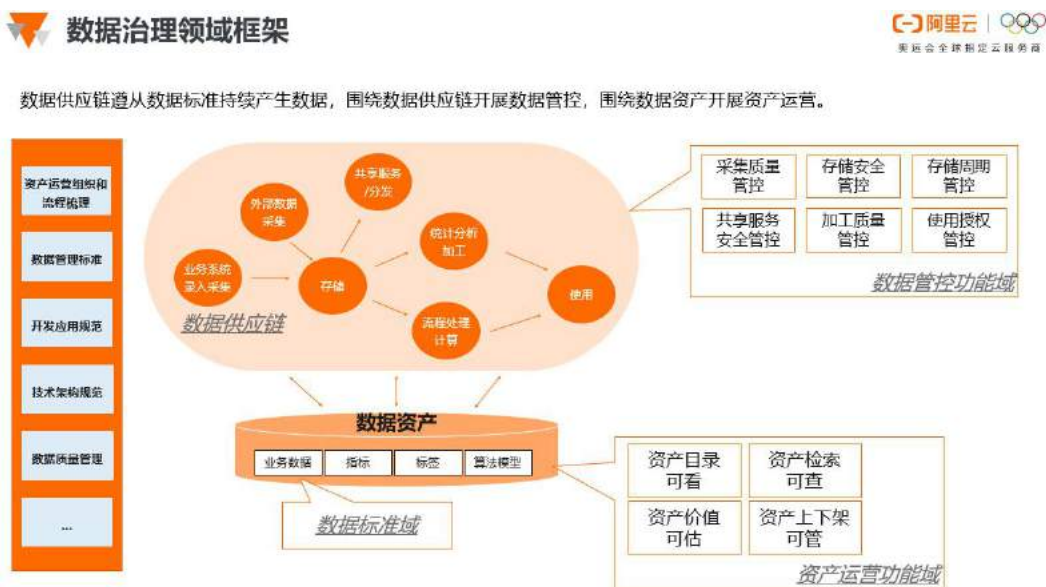 数据治理领域框架
阿里云
奥运会全球指定云服务商
数据供应链遵从数据标准持续产生数据，围绕数据供应链开展数据管控，围绕数据资产开展资产运营。
资产运营组织和
流程梳理
数据管理标准
开发应用规范
技术架构规范
数据质量管理
...
共享服务
/分发
外部数据
采集
统计分析
加工
业务系统
录入采集
存储
使用
流程处理
计算
数据供应链
采集质量
管控
存储安全
管控
存储周期
管控
共享服务
安全管控
加工质量
管控
使用授权
管控
数据管控功能域
数据资产
业务数据
指标
标签
算法模型
数据标准域
资产目录
可看
资产检索
可查
资产价值
可估
资产上下架
可管
资产运营功能域